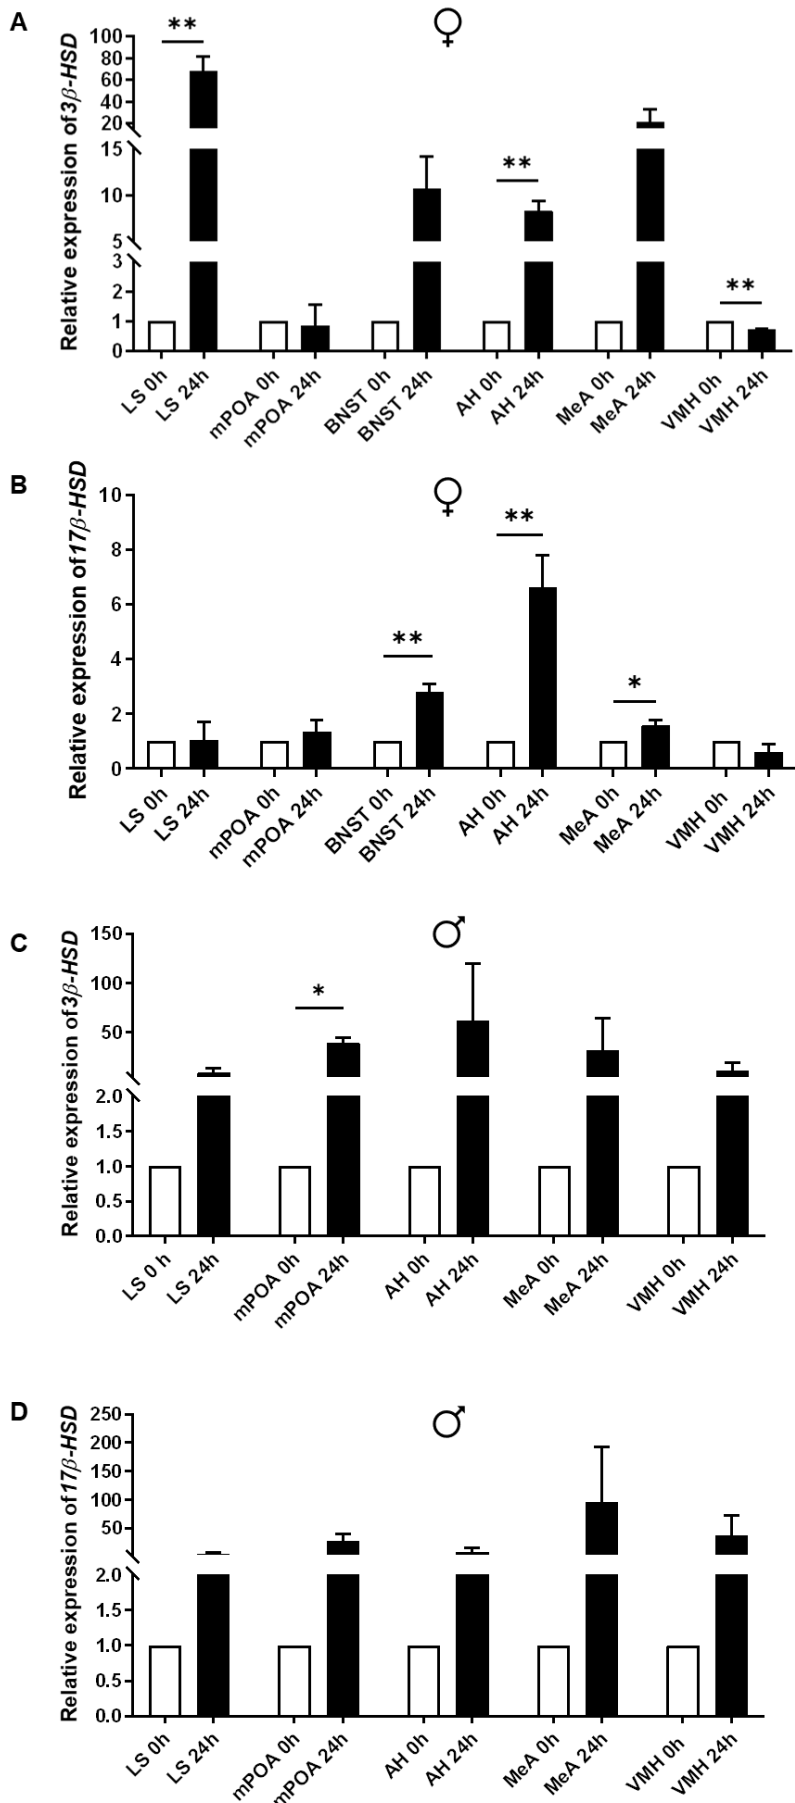 A
♀
Relative expression of 3β-HSD
**
**
**
100
80
60
40
20
15
10
5
3
2
1
0
LS 0h
LS 24h
mPOA 0h
mPOA 24h
BNST 0h
BNST 24h
AH 0h
AH 24h
MeA 0h
MeA 24h
VMH 0h
VMH 24h
B
♀
Relative expression of 17β-HSD
**
**
*
10
8
6
4
2
0
LS 0h
LS 24h
mPOA 0h
mPOA 24h
BNST 0h
BNST 24h
AH 0h
AH 24h
MeA 0h
MeA 24h
VMH 0h
VMH 24h
C
♂
Relative expression of 3β-HSD
*
150
100
50
2.0
1.5
1.0
0.5
0.0
LS 0 h
LS 24h
mPOA 0h
mPOA 24h
AH 0h
AH 24h
MeA 0h
MeA 24h
VMH 0h
VMH 24h
D
♂
Relative expression of 17β-HSD
250
200
150
100
50
2.0
1.5
1.0
0.5
0.0
LS 0h
LS 24h
mPOA 0h
mPOA 24h
AH 0h
AH 24h
MeA 0h
MeA 24h
VMH 0h
VMH 24h